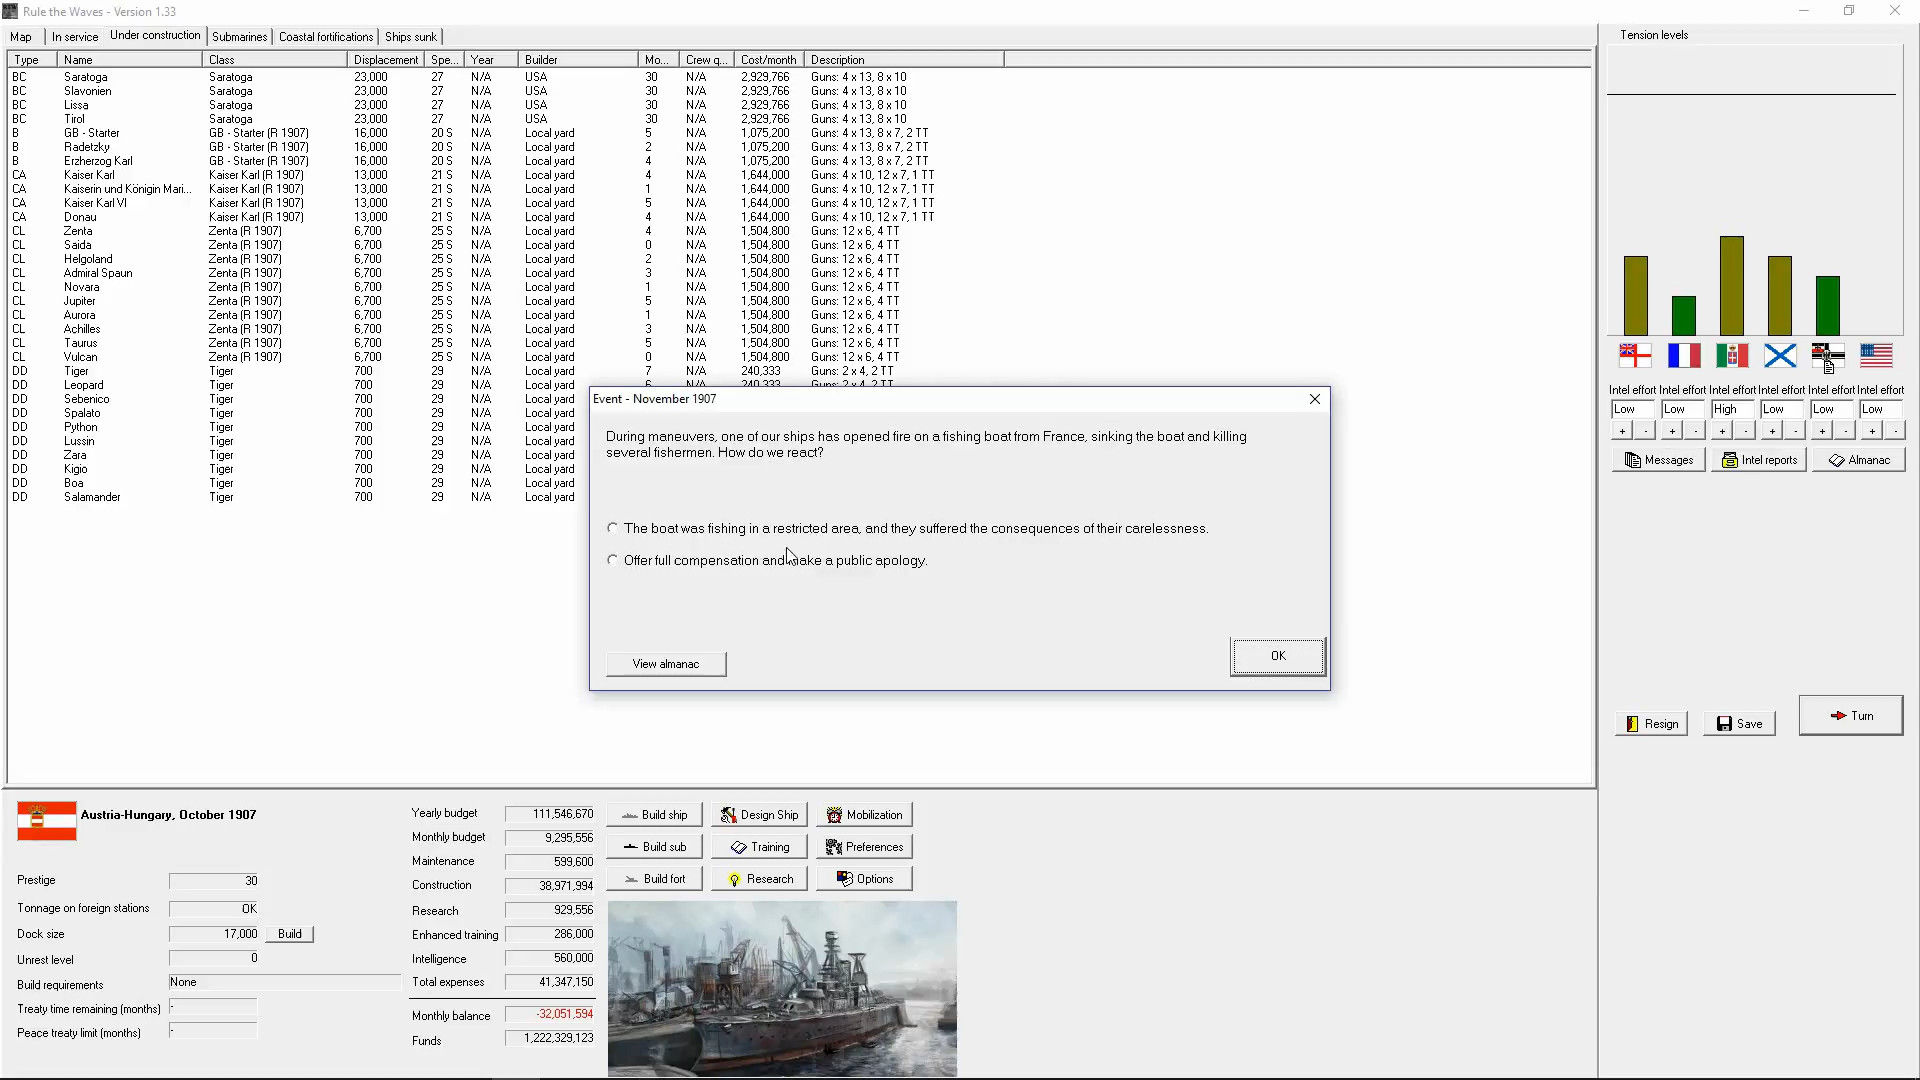 Rule the Waves - Version 1.33
Map In service Under construction Submarines Coastal fortifications Ships sunk
Type Name Class Displacement Spe... Year Builder Mo... Crew q... Cost/month Description
BC Saratoga Saratoga 23,000 27 N/A USA 30 N/A 2,929,766 Guns: 4 x 13, 8 x 10
BC Slavonien Saratoga 23,000 27 N/A USA 30 N/A 2,929,766 Guns: 4 x 13, 8 x 10
BC Lissa Saratoga 23,000 27 N/A USA 30 N/A 2,929,766 Guns: 4 x 13, 8 x 10
BC Tirol Saratoga 23,000 27 N/A USA 30 N/A 2,929,766 Guns: 4 x 13, 8 x 10
B GB - Starter GB - Starter (R 1907) 16,000 20 S N/A Local yard 5 N/A 1,075,200 Guns: 4 x 13, 8 x 7, 2 TT
B Radetzky GB - Starter (R 1907) 16,000 20 S N/A Local yard 2 N/A 1,075,200 Guns: 4 x 13, 8 x 7, 2 TT
B Erzherzog Karl GB - Starter (R 1907) 16,000 20 S N/A Local yard 4 N/A 1,075,200 Guns: 4 x 13, 8 x 7, 2 TT
CA Kaiser Karl Kaiser Karl (R 1907) 13,000 21 S N/A Local yard 4 N/A 1,644,000 Guns: 4 x 10, 12 x 7, 1 TT
CA Kaiserin und Königin Mari... Kaiser Karl (R 1907) 13,000 21 S N/A Local yard 1 N/A 1,644,000 Guns: 4 x 10, 12 x 7, 1 TT
CA Kaiser Karl VI Kaiser Karl (R 1907) 13,000 21 S N/A Local yard 5 N/A 1,644,000 Guns: 4 x 10, 12 x 7, 1 TT
CA Donau Kaiser Karl (R 1907) 13,000 21 S N/A Local yard 4 N/A 1,644,000 Guns: 4 x 10, 12 x 7, 1 TT
CL Zenta Zenta (R 1907) 6,700 25 S N/A Local yard 4 N/A 1,504,800 Guns: 12 x 6, 4 TT
CL Saida Zenta (R 1907) 6,700 25 S N/A Local yard 0 N/A 1,504,800 Guns: 12 x 6, 4 TT
CL Helgoland Zenta (R 1907) 6,700 25 S N/A Local yard 2 N/A 1,504,800 Guns: 12 x 6, 4 TT
CL Admiral Spaun Zenta (R 1907) 6,700 25 S N/A Local yard 3 N/A 1,504,800 Guns: 12 x 6, 4 TT
CL Novara Zenta (R 1907) 6,700 25 S N/A Local yard 1 N/A 1,504,800 Guns: 12 x 6, 4 TT
CL Jupiter Zenta (R 1907) 6,700 25 S N/A Local yard 5 N/A 1,504,800 Guns: 12 x 6, 4 TT
CL Aurora Zenta (R 1907) 6,700 25 S N/A Local yard 1 N/A 1,504,800 Guns: 12 x 6, 4 TT
CL Achilles Zenta (R 1907) 6,700 25 S N/A Local yard 3 N/A 1,504,800 Guns: 12 x 6, 4 TT
CL Taurus Zenta (R 1907) 6,700 25 S N/A Local yard 5 N/A 1,504,800 Guns: 12 x 6, 4 TT
CL Vulcan Zenta (R 1907) 6,700 25 S N/A Local yard 0 N/A 1,504,800 Guns: 12 x 6, 4 TT
DD Tiger Tiger 700 29 N/A Local yard 7 N/A 240,333 Guns: 2 x 4, 2 TT
DD Leopard Tiger 700 29 N/A Local yard 6 N/A 240,333 Guns: 2 x 4, 2 TT
DD Sebenico Tiger 700 29 N/A Local yard
DD Spalato Tiger 700 29 N/A Local yard
DD Python Tiger 700 29 N/A Local yard
DD Lussin Tiger 700 29 N/A Local yard
DD Zara Tiger 700 29 N/A Local yard
DD Kigio Tiger 700 29 N/A Local yard
DD Boa Tiger 700 29 N/A Local yard
DD Salamander Tiger 700 29 N/A Local yard
Event - November 1907
During maneuvers, one of our ships has opened fire on a fishing boat from France, sinking the boat and killing
several fishermen. How do we react?
The boat was fishing in a restricted area, and they suffered the consequences of their carelessness.
Offer full compensation and make a public apology.
View almanac
OK
Tension levels
Intel effort Intel effort Intel effort Intel effort Intel effort Intel effort
Low Low High Low Low Low
+ - + - + - + - + - + -
Messages Intel reports Almanac
Resign Save Turn
Austria-Hungary, October 1907
Prestige 30
Tonnage on foreign stations OK
Dock size 17,000 Build
Unrest level 0
Build requirements None
Treaty time remaining (months) -
Peace treaty limit (months) -
Yearly budget 111,546,670
Monthly budget 9,295,556
Maintenance 599,600
Construction 38,971,994
Research 929,556
Enhanced training 286,000
Intelligence 560,000
Total expenses 41,347,150
Monthly balance -32,051,594
Funds 1,222,329,123
Build ship Design Ship Mobilization
Build sub Training Preferences
Build fort Research Options